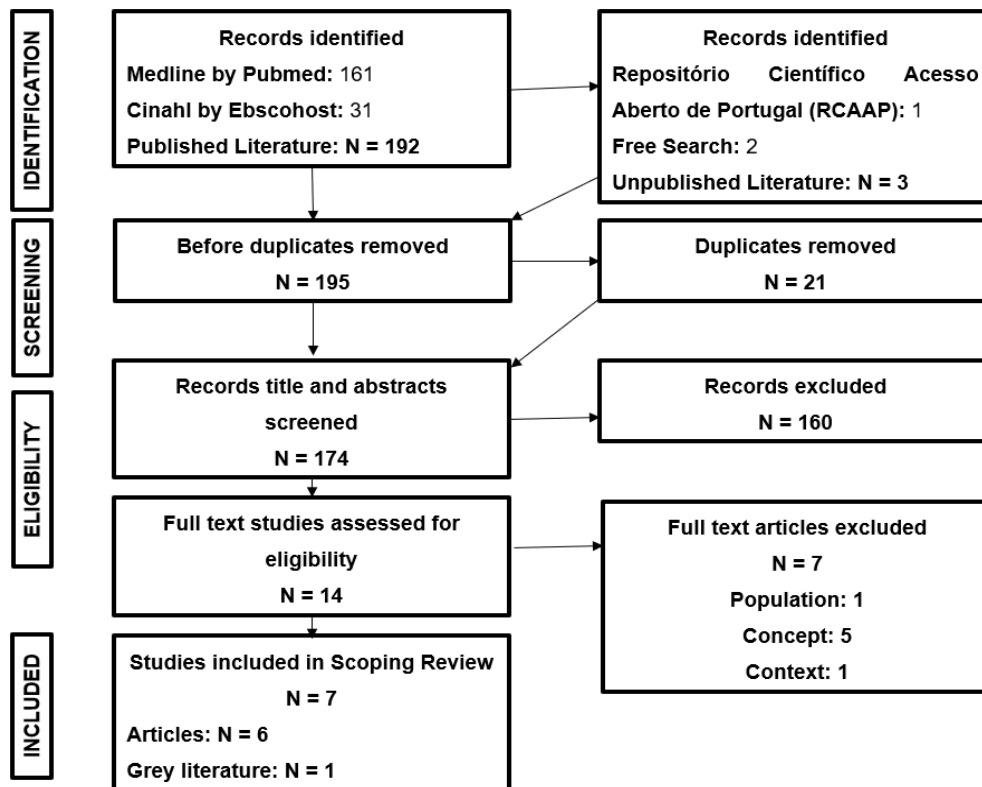 IDENTIFICATION
Records identified
Medline by Pubmed: 161
Cinahl by Ebscohost: 31
Published Literature: N = 192
Records identified
Repositório Científico Acesso
Aberto de Portugal (RCAAP): 1
Free Search: 2
Unpublished Literature: N = 3
SCREENING
Before duplicates removed
N = 195
Duplicates removed
N = 21
ELIGIBILITY
Records title and abstracts
screened
N = 174
Records excluded
N = 160
Full text studies assessed for
eligibility
N = 14
Full text articles excluded
N = 7
Population: 1
Concept: 5
Context: 1
INCLUDED
Studies included in Scoping Review
N = 7
Articles: N = 6
Grey literature: N = 1